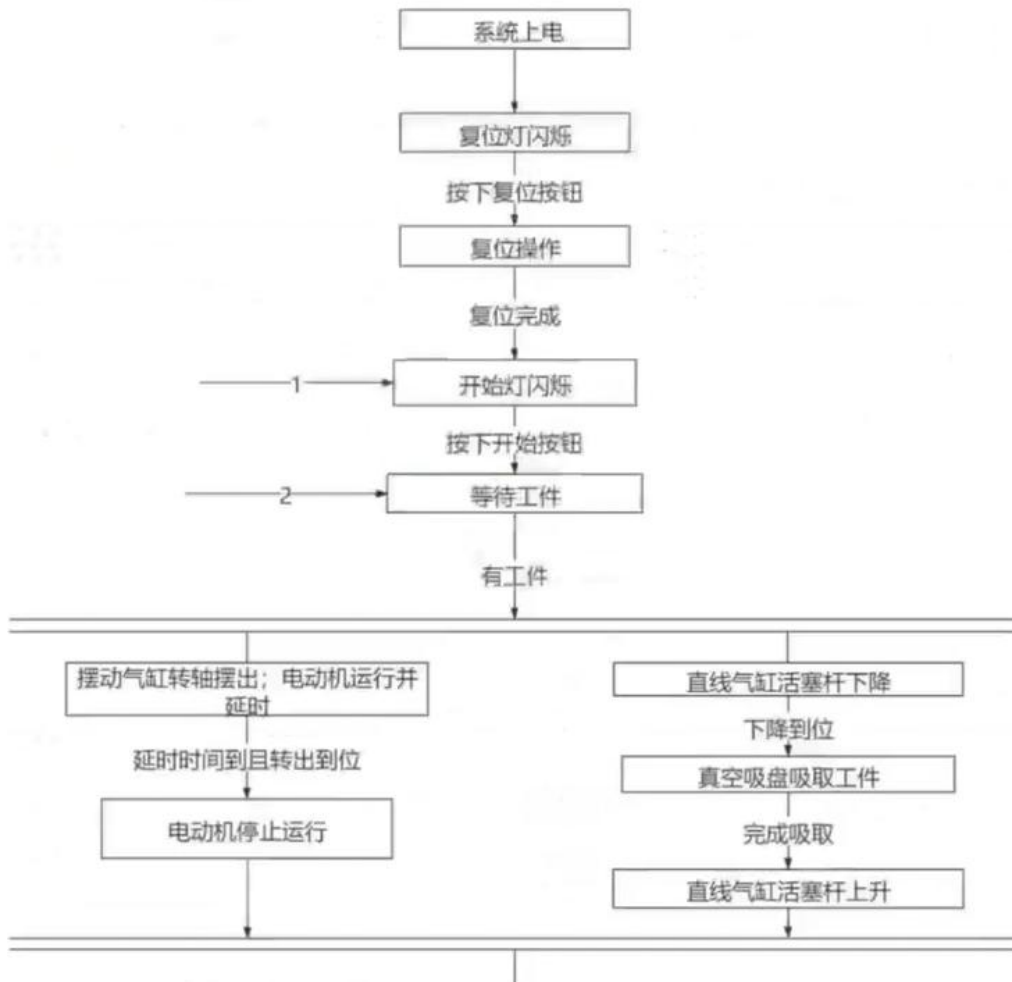 系统上电
复位灯闪烁
按下复位按钮
复位操作
复位完成
1
开始灯闪烁
按下开始按钮
2
等待工件
有工件
摆动气缸转轴摆出；电动机运行并
延时
直线气缸活塞杆下降
下降到位
延时时间到且转出到位
真空吸盘吸取工件
电动机停止运行
完成吸取
直线气缸活塞杆上升